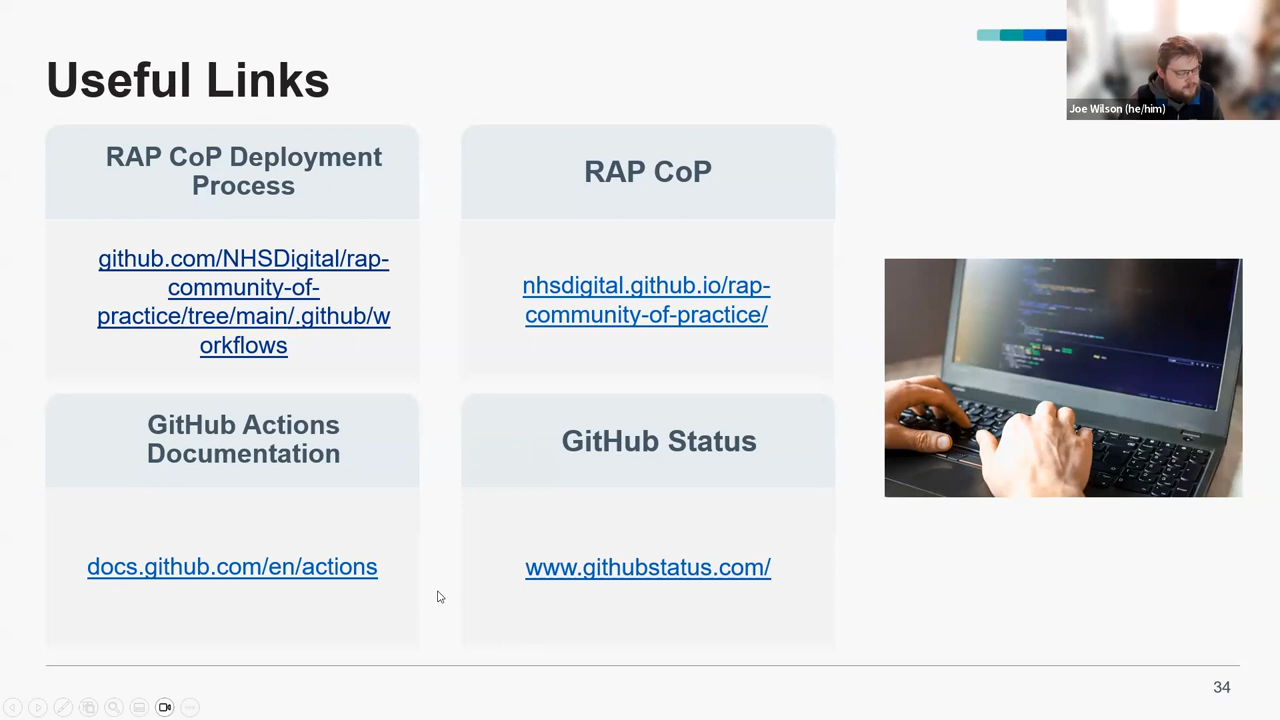 Useful Links
Joe Wilson (he/him)
RAP CoP Deployment
Process
github.com/NHSDigital/rap-
community-of-
practice/tree/main/.github/w
orkflows
RAP CoP
nhsdigital.github.io/rap-
community-of-practice/
GitHub Actions
Documentation
docs.github.com/en/actions
GitHub Status
www.githubstatus.com/
34